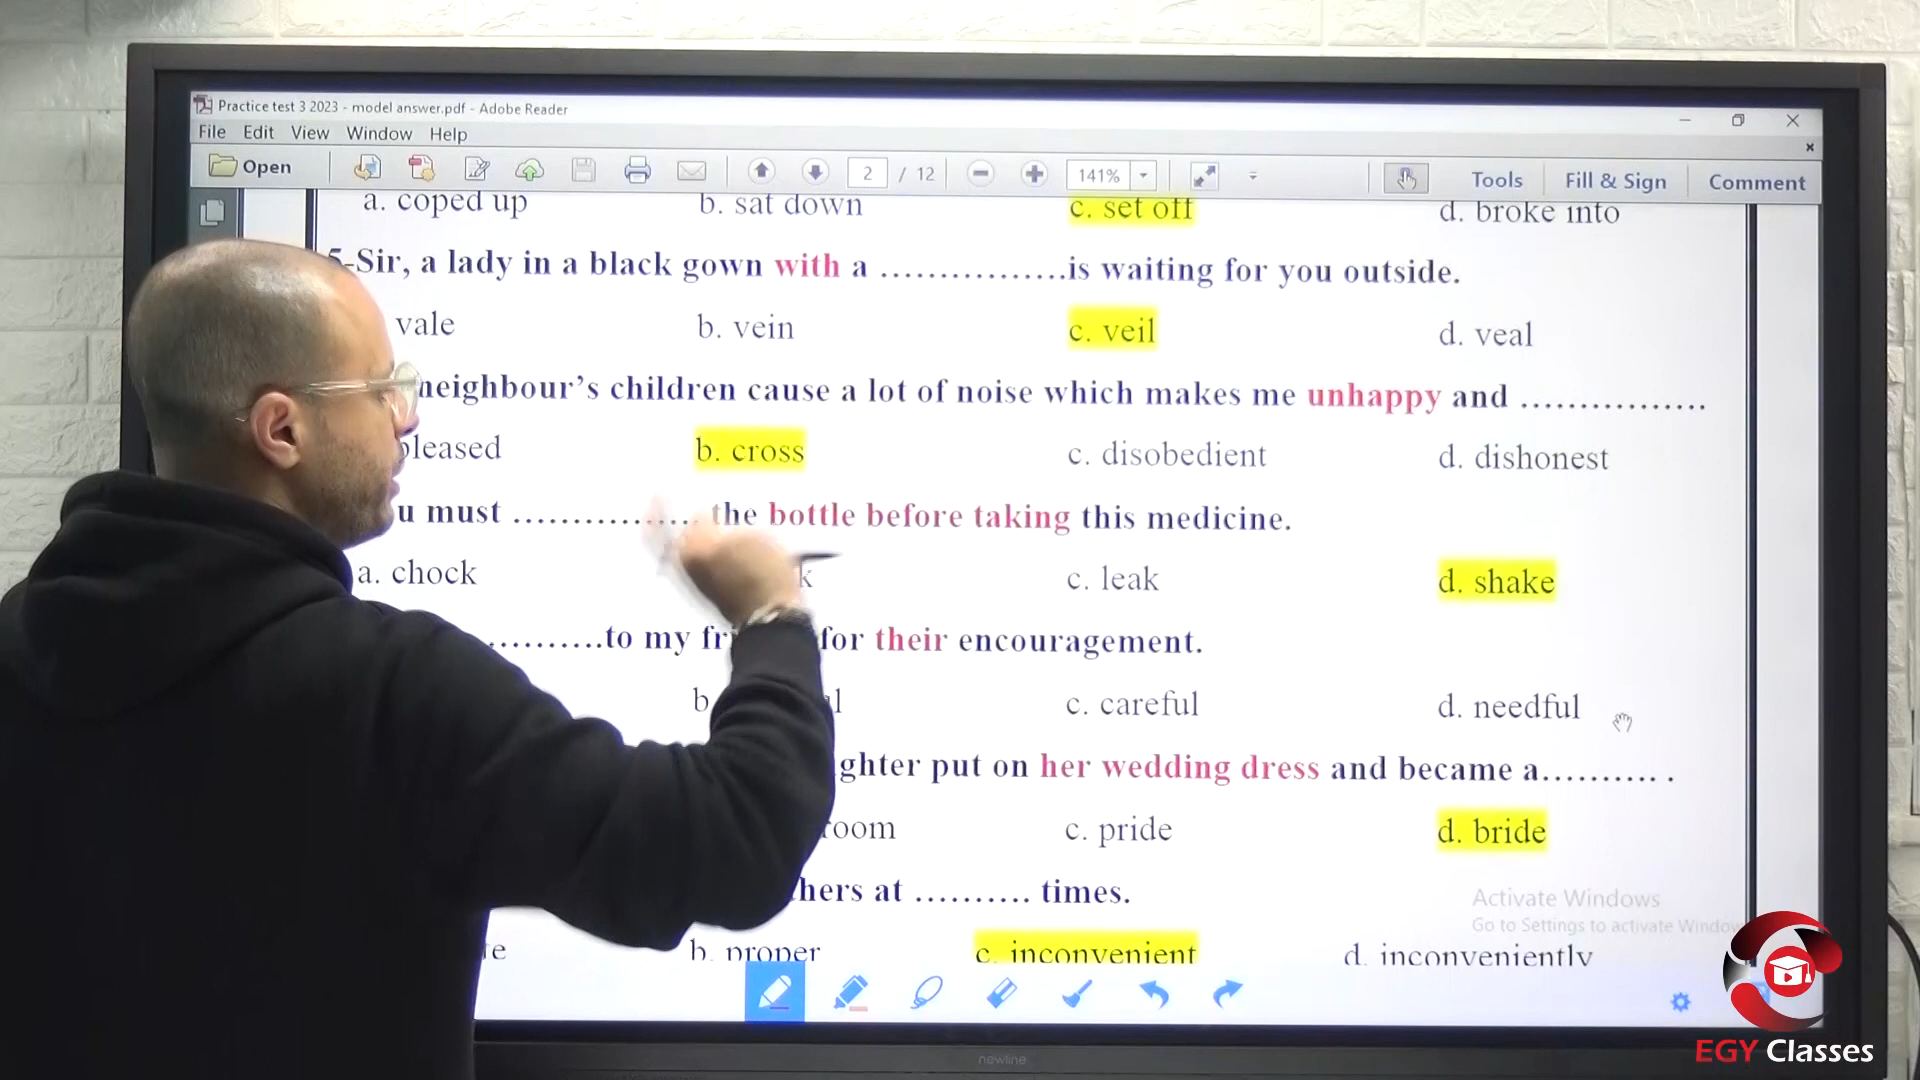 Practice test 3 2023 - model answer.pdf - Adobe Reader
File Edit View Window Help
Open 2 / 12 141% Tools Fill & Sign Comment
a. coped up b. sat down c. set off d. broke into
5-Sir, a lady in a black gown with a ................is waiting for you outside.
vale b. vein c. veil d. veal
neighbour's children cause a lot of noise which makes me unhappy and ................
pleased b. cross c. disobedient d. dishonest
must ................ the bottle before taking this medicine.
a. chock c. leak d. shake
..........to my for their encouragement.
b. c. careful d. needful
put on her wedding dress and became a.......... .
c. pride d. bride
at .......... times.
b. proper c. inconvenient d. inconveniently
Activate Windows
Go to Settings to activate
newline
EGY Classes